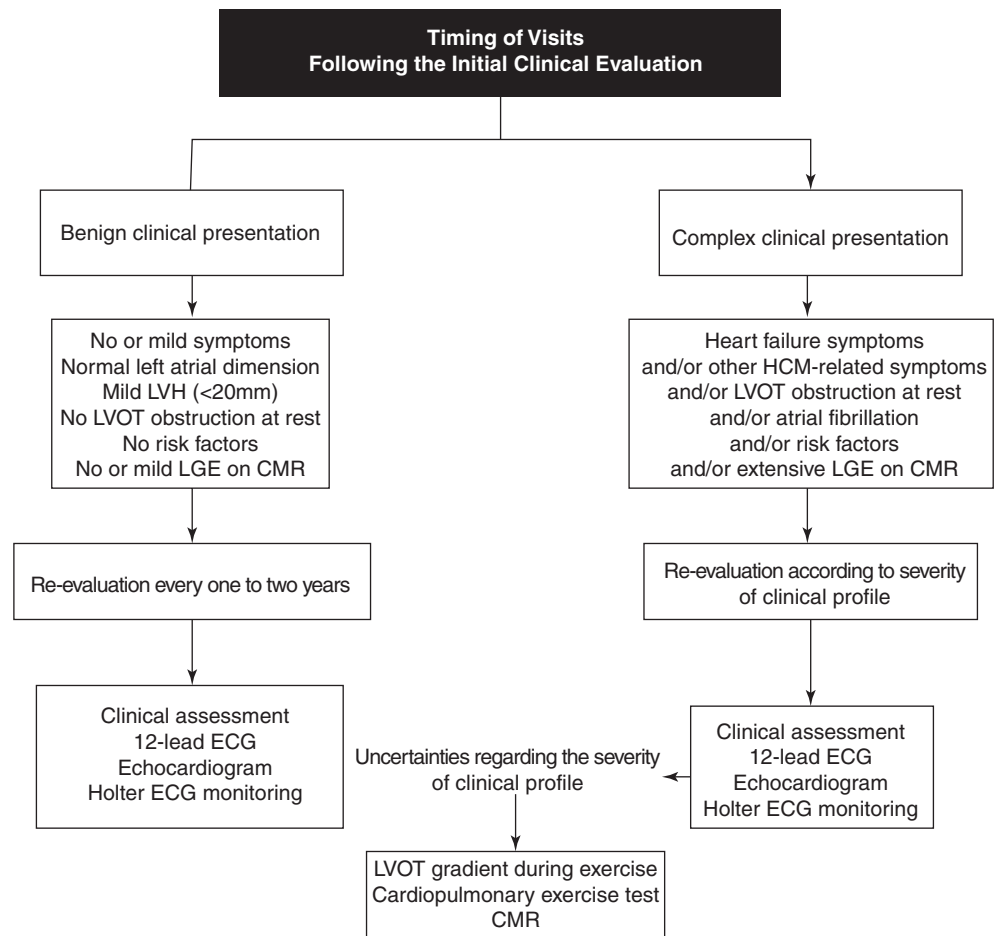 Timing of Visits
Following the Initial Clinical Evaluation
Benign clinical presentation
Complex clinical presentation
No or mild symptoms
Normal left atrial dimension
Mild LVH (<20mm)
No LVOT obstruction at rest
No risk factors
No or mild LGE on CMR
Heart failure symptoms
and/or other HCM-related symptoms
and/or LVOT obstruction at rest
and/or atrial fibrillation
and/or risk factors
and/or extensive LGE on CMR
Re-evaluation every one to two years
Re-evaluation according to severity
of clinical profile
Clinical assessment
12-lead ECG
Echocardiogram
Holter ECG monitoring
Clinical assessment
12-lead ECG
Echocardiogram
Holter ECG monitoring
Uncertainties regarding the severity
of clinical profile
LVOT gradient during exercise
Cardiopulmonary exercise test
CMR